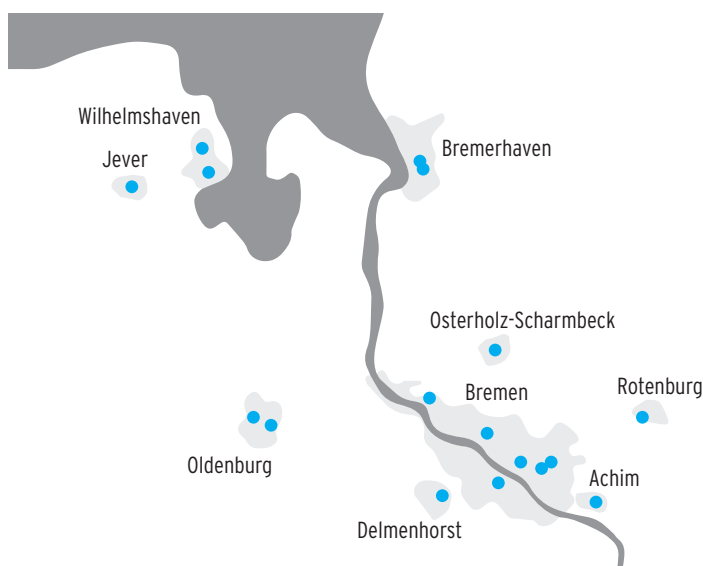 Wilhelmshaven
Jever
Bremerhaven
Osterholz-Scharmbeck
Bremen
Rotenburg
Oldenburg
Achim
Delmenhorst